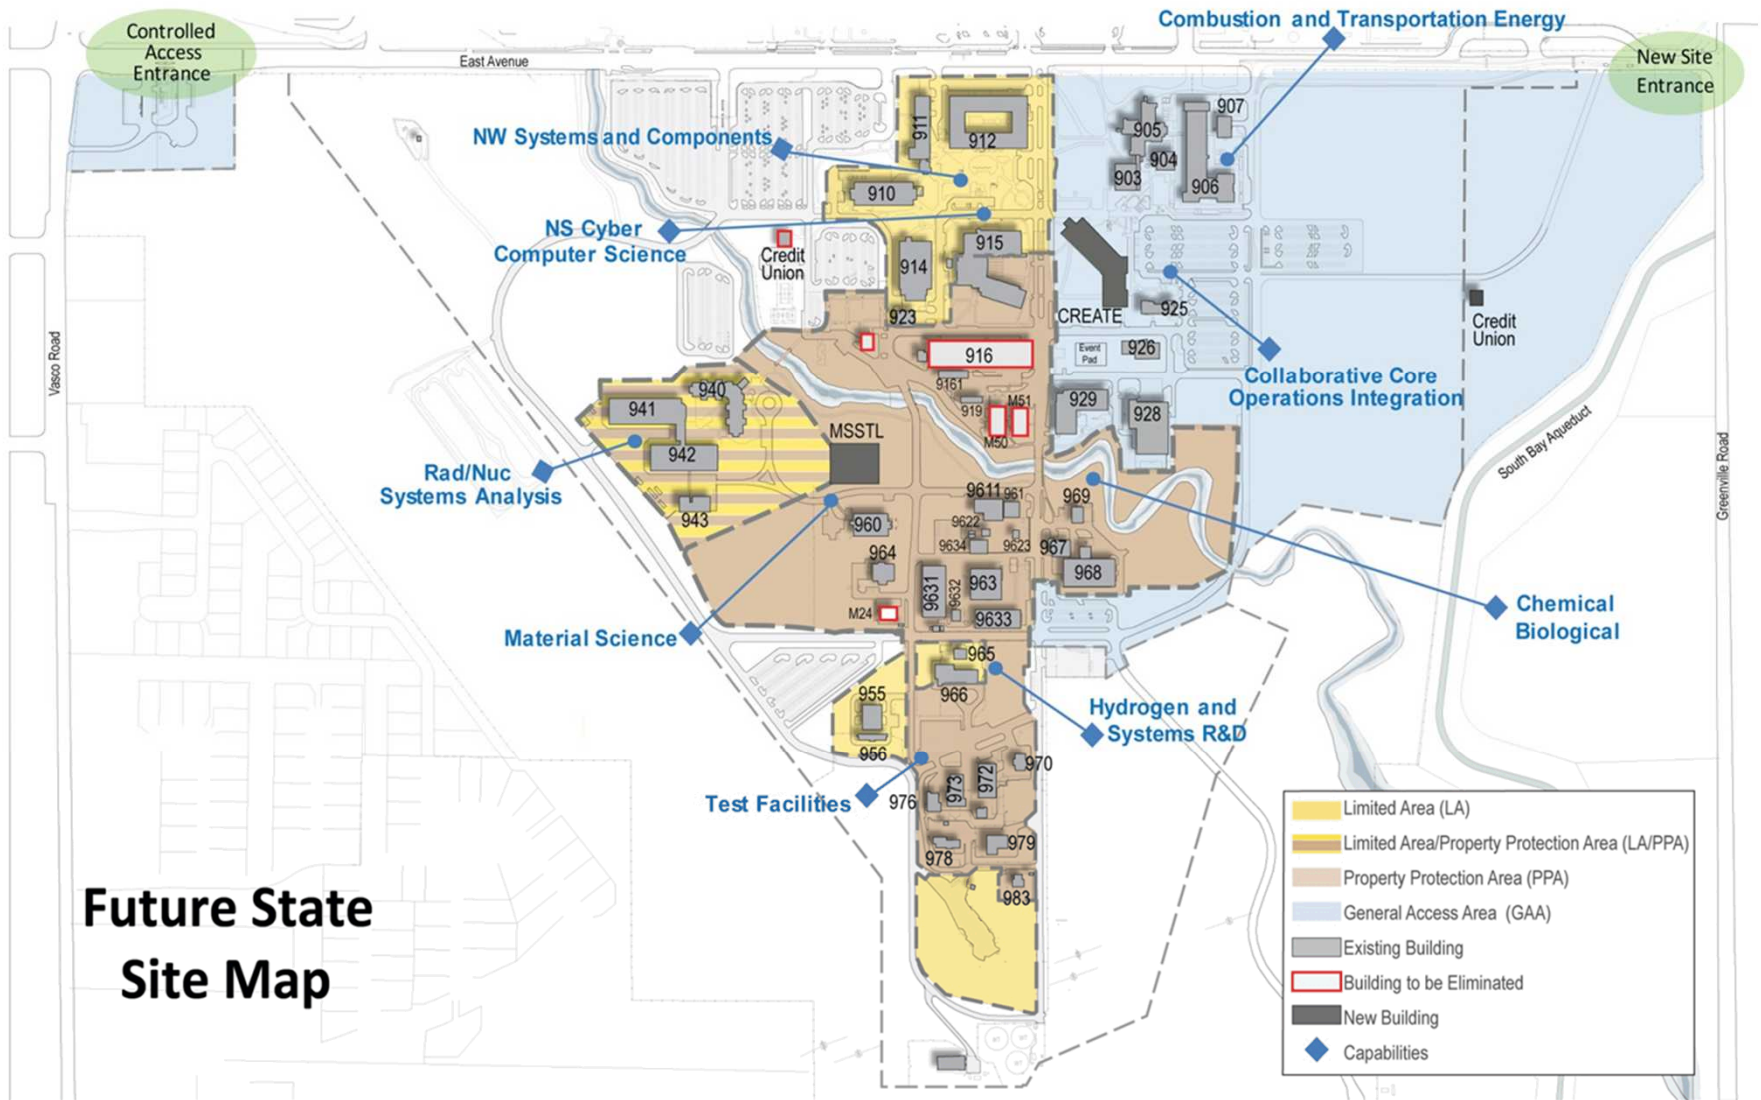 Controlled
Access
Entrance
East Avenue
Combustion and Transportation Energy
New Site
Entrance
NW Systems and Components
911
912
910
905
904
903
906
907
NS Cyber
Computer Science
Credit
Union
914
915
923
CREATE
925
Credit
Union
Event
Pad
926
916
9161
919
M51
M50
929
928
Collaborative Core
Operations Integration
Vasco Road
South Bay Aqueduct
Greenville Road
940
941
942
943
MSSTL
Rad/Nuc
Systems Analysis
960
964
M24
9611
961
9622
9634
9623
969
967
968
9631
9632
963
9633
Material Science
Chemical
Biological
965
966
955
956
Hydrogen and
Systems R&D
Test Facilities
970
972
973
976
978
979
983
Future State
Site Map
Limited Area (LA)
Limited Area/Property Protection Area (LA/PPA)
Property Protection Area (PPA)
General Access Area (GAA)
Existing Building
Building to be Eliminated
New Building
Capabilities